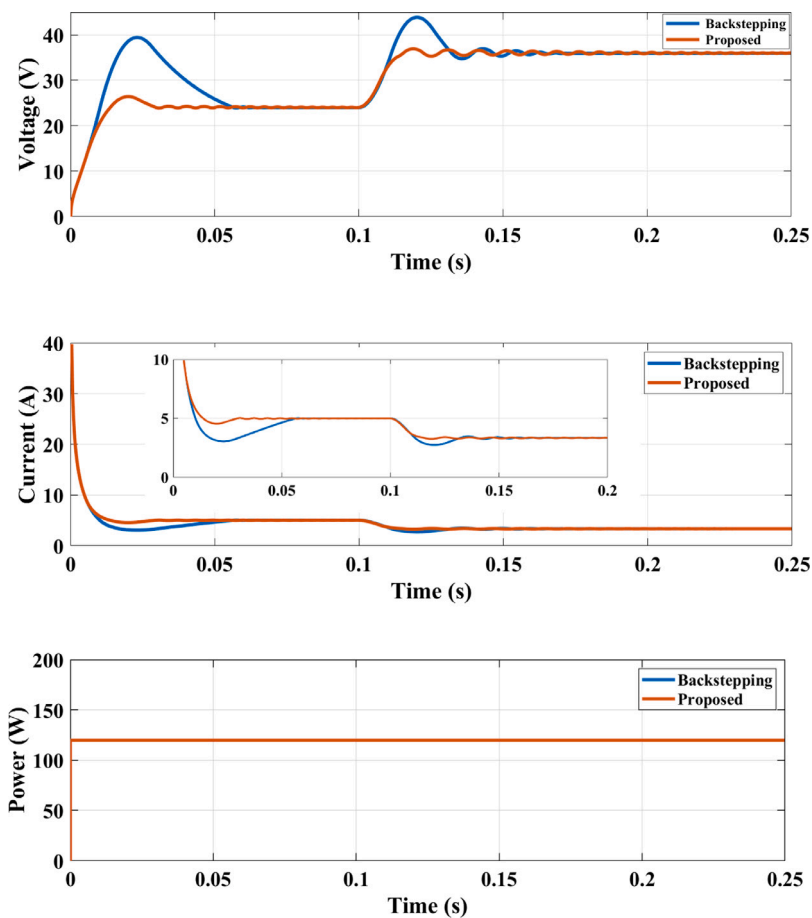 40
30
20
10
0
Voltage (V)
Backstepping
Proposed
0 0.05 0.1 0.15 0.2 0.25
Time (s)
40
30
20
10
0
Current (A)
10
5
0
0 0.05 0.1 0.15 0.2
Backstepping
Proposed
0 0.05 0.1 0.15 0.2 0.25
Time (s)
200
150
100
50
0
Power (W)
Backstepping
Proposed
0 0.05 0.1 0.15 0.2 0.25
Time (s)